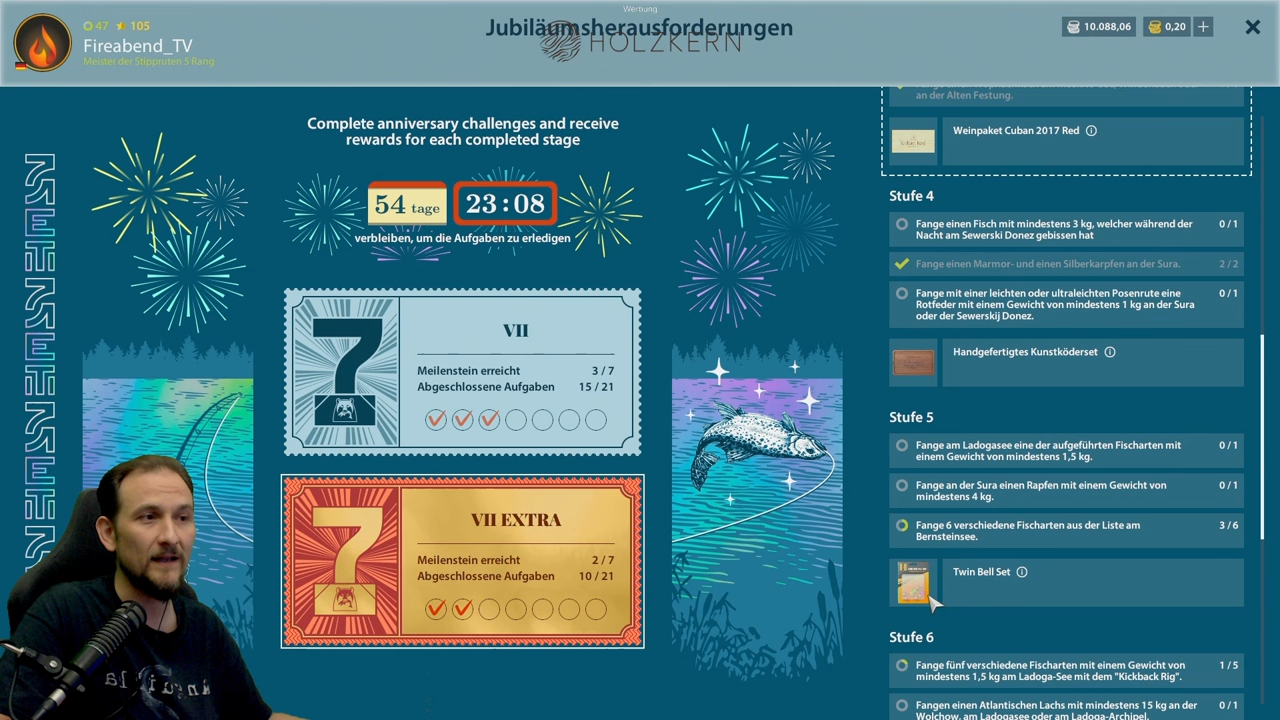 Werbung
Jubiläumsherausforderungen
HOLZKERN
47 105
Fireabend_TV
Meister der Stippruten 5 Rang
10.088,06
0,20
Complete anniversary challenges and receive
rewards for each completed stage
54 tage
23:08
verbleiben, um die Aufgaben zu erledigen
7
VII
Meilenstein erreicht 3 / 7
Abgeschlossene Aufgaben 15 / 21
7
VII EXTRA
Meilenstein erreicht 2 / 7
Abgeschlossene Aufgaben 10 / 21
an der Alten Festung.
Weinpaket Cuban 2017 Red
Stufe 4
Fange einen Fisch mit mindestens 3 kg, welcher während der
Nacht am Sewerski Donez gebissen hat
0 / 1
Fange einen Marmor- und einen Silberkarpfen an der Sura.
2 / 2
Fange mit einer leichten oder ultraleichten Posenrute eine
Rotfeder mit einem Gewicht von mindestens 1 kg an der Sura
oder der Sewerskij Donez.
0 / 1
Handgefertigtes Kunstköderset
Stufe 5
Fange am Ladogasee eine der aufgeführten Fischarten mit
einem Gewicht von mindestens 1,5 kg.
0 / 1
Fange an der Sura einen Rapfen mit einem Gewicht von
mindestens 4 kg.
0 / 1
Fange 6 verschiedene Fischarten aus der Liste am
Bernsteinsee.
3 / 6
Twin Bell Set
Stufe 6
Fange fünf verschiedene Fischarten mit einem Gewicht von
mindestens 1,5 kg am Ladoga-See mit dem "Kickback Rig".
1 / 5
Fangen einen Atlantischen Lachs mit mindestens 15 kg an der
Wolchow, am Ladogasee oder am Ladoga-Archipel.
0 / 1